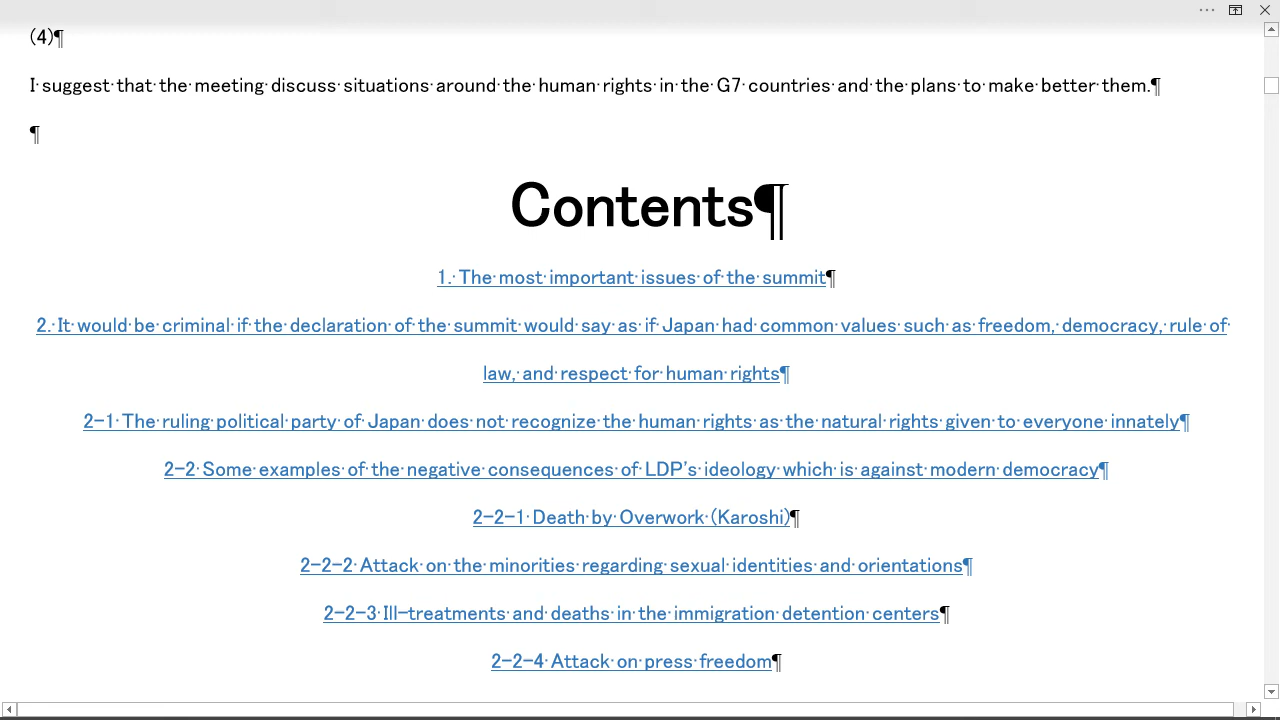 (4)¶
I·suggest·that·the·meeting·discuss·situations·around·the·human·rights·in·the·G7·countries·and·the·plans·to·make·better·them.¶
¶
Contents¶
1.·The·most·important·issues·of·the·summit¶
2.·It·would·be·criminal·if·the·declaration·of·the·summit·would·say·as·if·Japan·had·common·values·such·as·freedom,·democracy,·rule·of·
law,·and·respect·for·human·rights¶
2-1·The·ruling·political·party·of·Japan·does·not·recognize·the·human·rights·as·the·natural·rights·given·to·everyone·innately¶
2-2·Some·examples·of·the·negative·consequences·of·LDP's·ideology·which·is·against·modern·democracy¶
2-2-1·Death·by·Overwork·(Karoshi)¶
2-2-2·Attack·on·the·minorities·regarding·sexual·identities·and·orientations¶
2-2-3·Ill-treatments·and·deaths·in·the·immigration·detention·centers¶
2-2-4·Attack·on·press·freedom¶